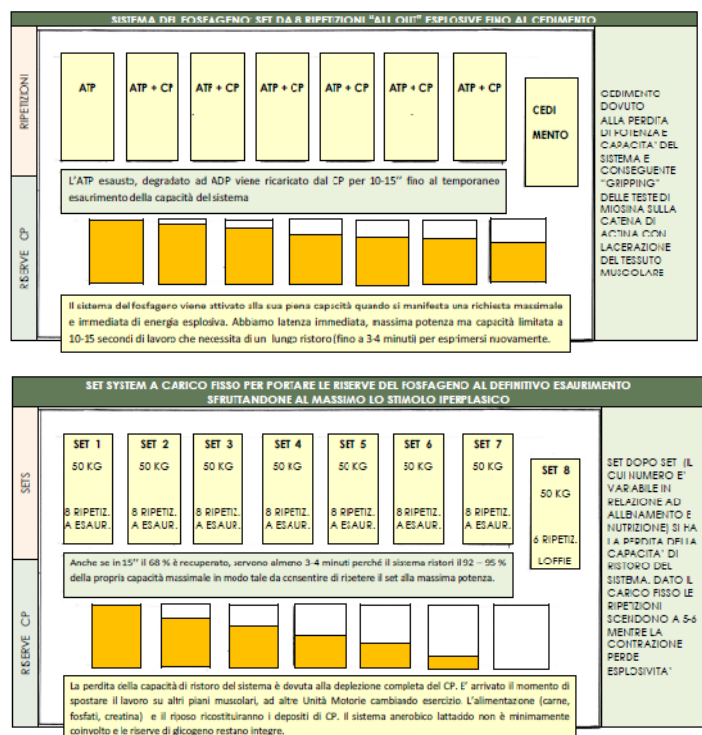 SISTEMA DEL FOSFAGENO: SET DA 8 RIPETIZIONI "ALL OUT" ESPLOSIVE FINO AL CEDIMENTO
RIPETIZIONI
ATP
ATP + CP
ATP + CP
ATP + CP
ATP + CP
ATP + CP
ATP + CP
CEDI
MENTO
L'ATP esausto, degradato ad ADP viene ricaricato dal CP per 10-15'' fino al temporaneo
esaurimento della capacità del sistema
RISERVE CP
Il sistema del fosfageno viene attivato alla sua piena capacità quando si manifesta una richiesta massimale
e immediata di energia esplosiva. Abbiamo latenza immediata, massima potenza ma capacità limitata a
10-15 secondi di lavoro che necessita di un lungo ristoro (fino a 3-4 minuti) per esprimersi nuovamente.
CEDIMENTO
DOVUTO
ALLA PERDITA
DI POTENZA E
CAPACITA' DEL
SISTEMA E
CONSEGUENTE
"GRIPPING"
DELLE TESTE DI
MIOSINA SULLA
CATENA DI
ACTINA CON
LACERAZIONE
DEL TESSUTO
MUSCOLARE
SET SYSTEM A CARICO FISSO PER PORTARE LE RISERVE DEL FOSFAGENO AL DEFINITIVO ESAURIMENTO
SFRUTTANDONE AL MASSIMO LO STIMOLO IPERPLASICO
SETS
SET 1
50 KG
8 RIPETIZ.
A ESAUR.
SET 2
50 KG
8 RIPETIZ.
A ESAUR.
SET 3
50 KG
8 RIPETIZ.
A ESAUR.
SET 4
50 KG
8 RIPETIZ.
A ESAUR.
SET 5
50 KG
8 RIPETIZ.
A ESAUR.
SET 6
50 KG
8 RIPETIZ.
A ESAUR.
SET 7
50 KG
8 RIPETIZ.
A ESAUR.
SET 8
50 KG
6 RIPETIZ.
LOFFIE
Anche se in 15'' il 68 % è recuperato, servono almeno 3-4 minuti perché il sistema ristori il 92 – 95 %
della propria capacità massimale in modo tale da consentire di ripetere il set alla massima potenza.
RISERVE CP
La perdita della capacità di ristoro del sistema è dovuta alla deplezione completa del CP. E' arrivato il momento di
spostare il lavoro su altri piani muscolari, ad altre Unità Motorie cambiando esercizio. L'alimentazione (carne,
fosfati, creatina) e il riposo ricostituiranno i depositi di CP. Il sistema anerobico lattacido non è minimamente
coinvolto e le riserve di glicogeno restano integre.
SET DOPO SET (IL
CUI NUMERO E'
VARIABILE IN
RELAZIONE AD
ALLENAMENTO E
NUTRIZIONE) SI HA
LA PERDITA DELLA
CAPACITA' DI
RISTORO DEL
SISTEMA. DATO IL
CARICO FISSO LE
RIPETIZIONI
SCENDONO A 5-6
MENTRE LA
CONTRAZIONE
PERDE
ESPLOSIVITA'